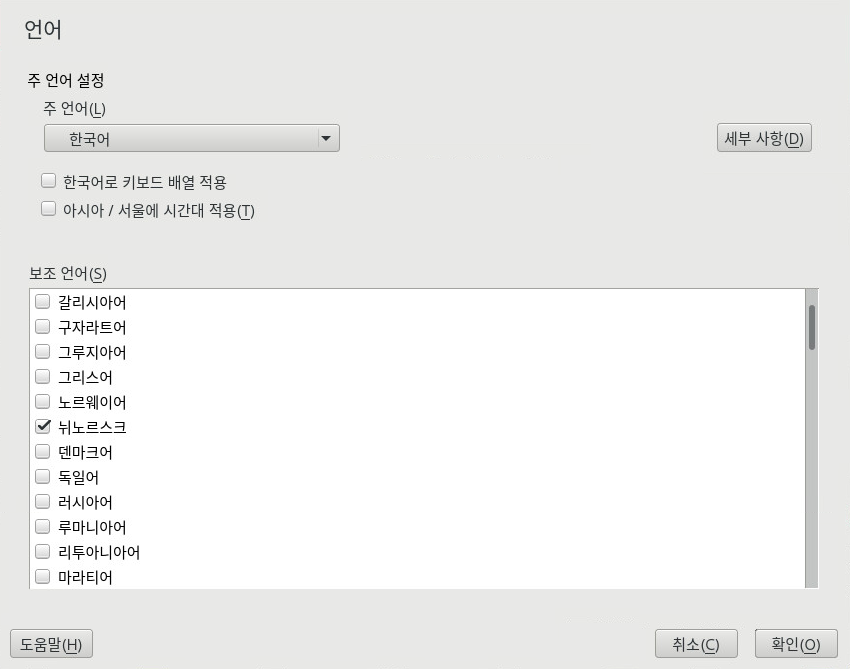 언어
주 언어 설정
주 언어(L)
한국어
세부 사항(D)
한국어로 키보드 배열 적용
아시아 / 서울에 시간대 적용(T)
보조 언어(S)
갈리시아어
구자라트어
그루지아어
그리스어
노르웨이어
뉘노르스크
덴마크어
독일어
러시아어
루마니아어
리투아니아어
마라티어
도움말(H)
취소(C)
확인(O)